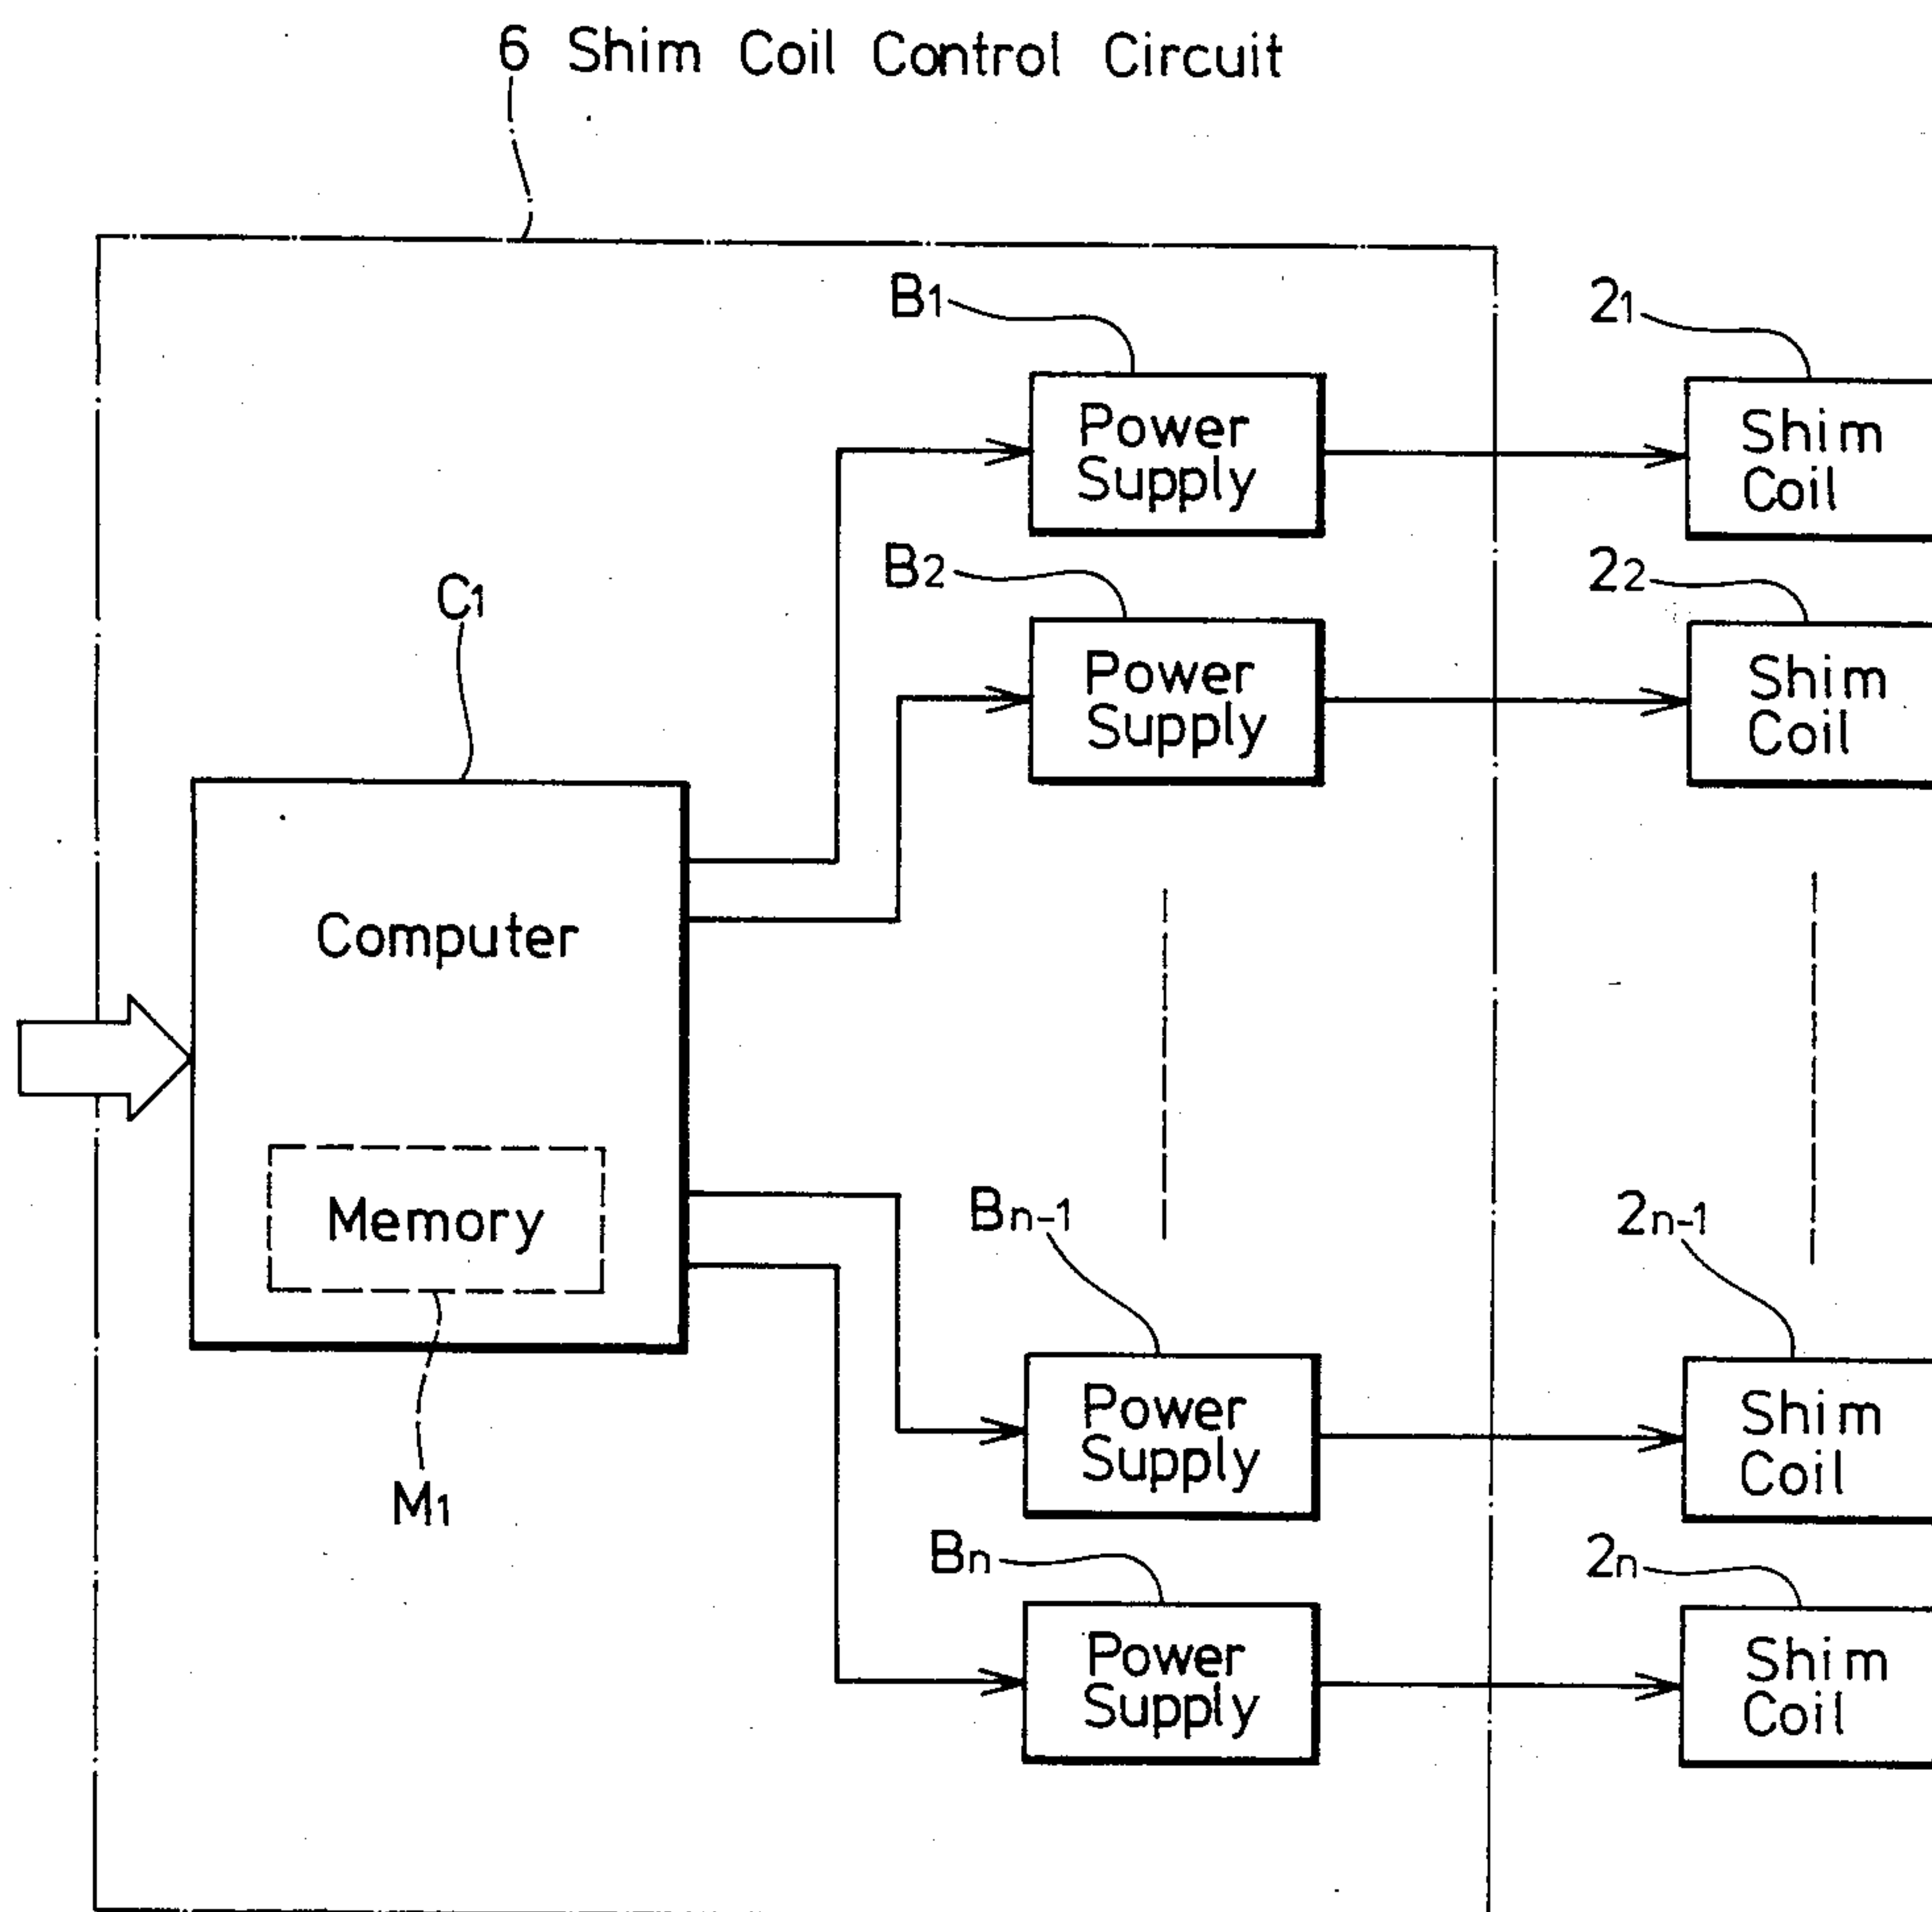 6 Shim Coil Control Circuit
B1
21
Power
Supply
Shim
Coil
B2
22
Power
Supply
Shim
Coil
C1
Computer
Memory
M1
Bn-1
2n-1
Power
Supply
Shim
Coil
Bn
2n
Power
Supply
Shim
Coil